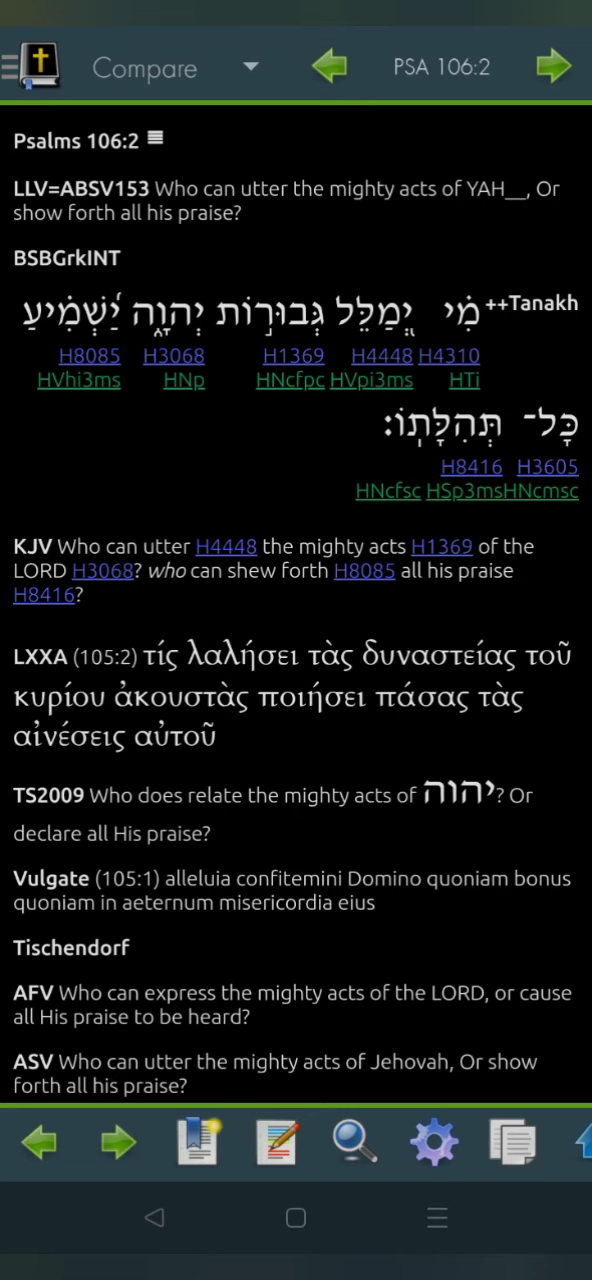 Compare
PSA 106:2
Psalms 106:2
LLV=ABSV153 Who can utter the mighty acts of YAH__, Or
show forth all his praise?
BSBGrkINT
++Tanakh מִ֗י יְ֭מַלֵּל גְּבוּר֣וֹת יְהוָ֑ה יַ֝שְׁמִ֗יעַ
H8085 H3068 H1369 H4448 H4310
HVhi3ms HNp HNcfpc HVpi3ms HTi
כָּל־ תְּהִלָּתֽוֹ׃
H8416 H3605
HNcfsc HSp3msHNcmsc
KJV Who can utter H4448 the mighty acts H1369 of the
LORD H3068? who can shew forth H8085 all his praise
H8416?
LXXA (105:2) τίς λαλήσει τὰς δυναστείας τοῦ
κυρίου ἀκουστὰς ποιήσει πάσας τὰς
αἰνέσεις αὐτοῦ
TS2009 Who does relate the mighty acts of יהוה? Or
declare all His praise?
Vulgate (105:1) alleluia confitemini Domino quoniam bonus
quoniam in aeternum misericordia eius
Tischendorf
AFV Who can express the mighty acts of the LORD, or cause
all His praise to be heard?
ASV Who can utter the mighty acts of Jehovah, Or show
forth all his praise?